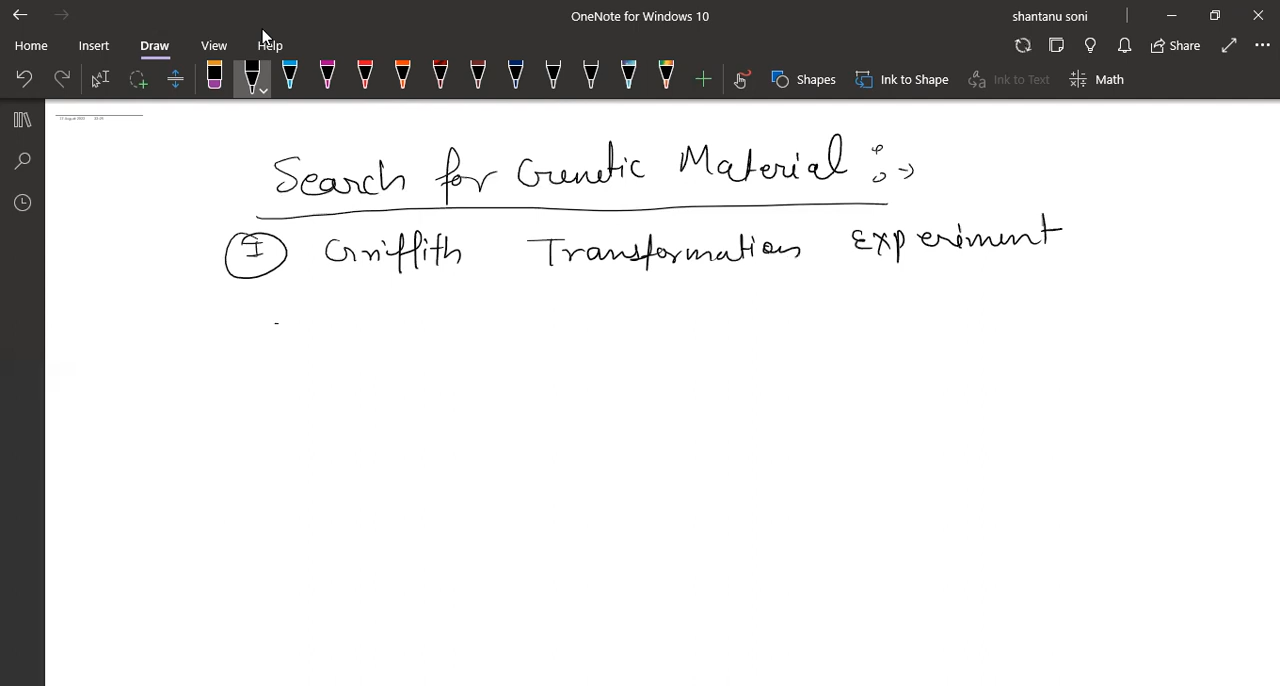 OneNote for Windows 10
shantanu soni
Home Insert Draw View Help
Share
Shapes Ink to Shape Ink to Text Math
Search for Genetic Material :→
I Griffith Transformation Experiment